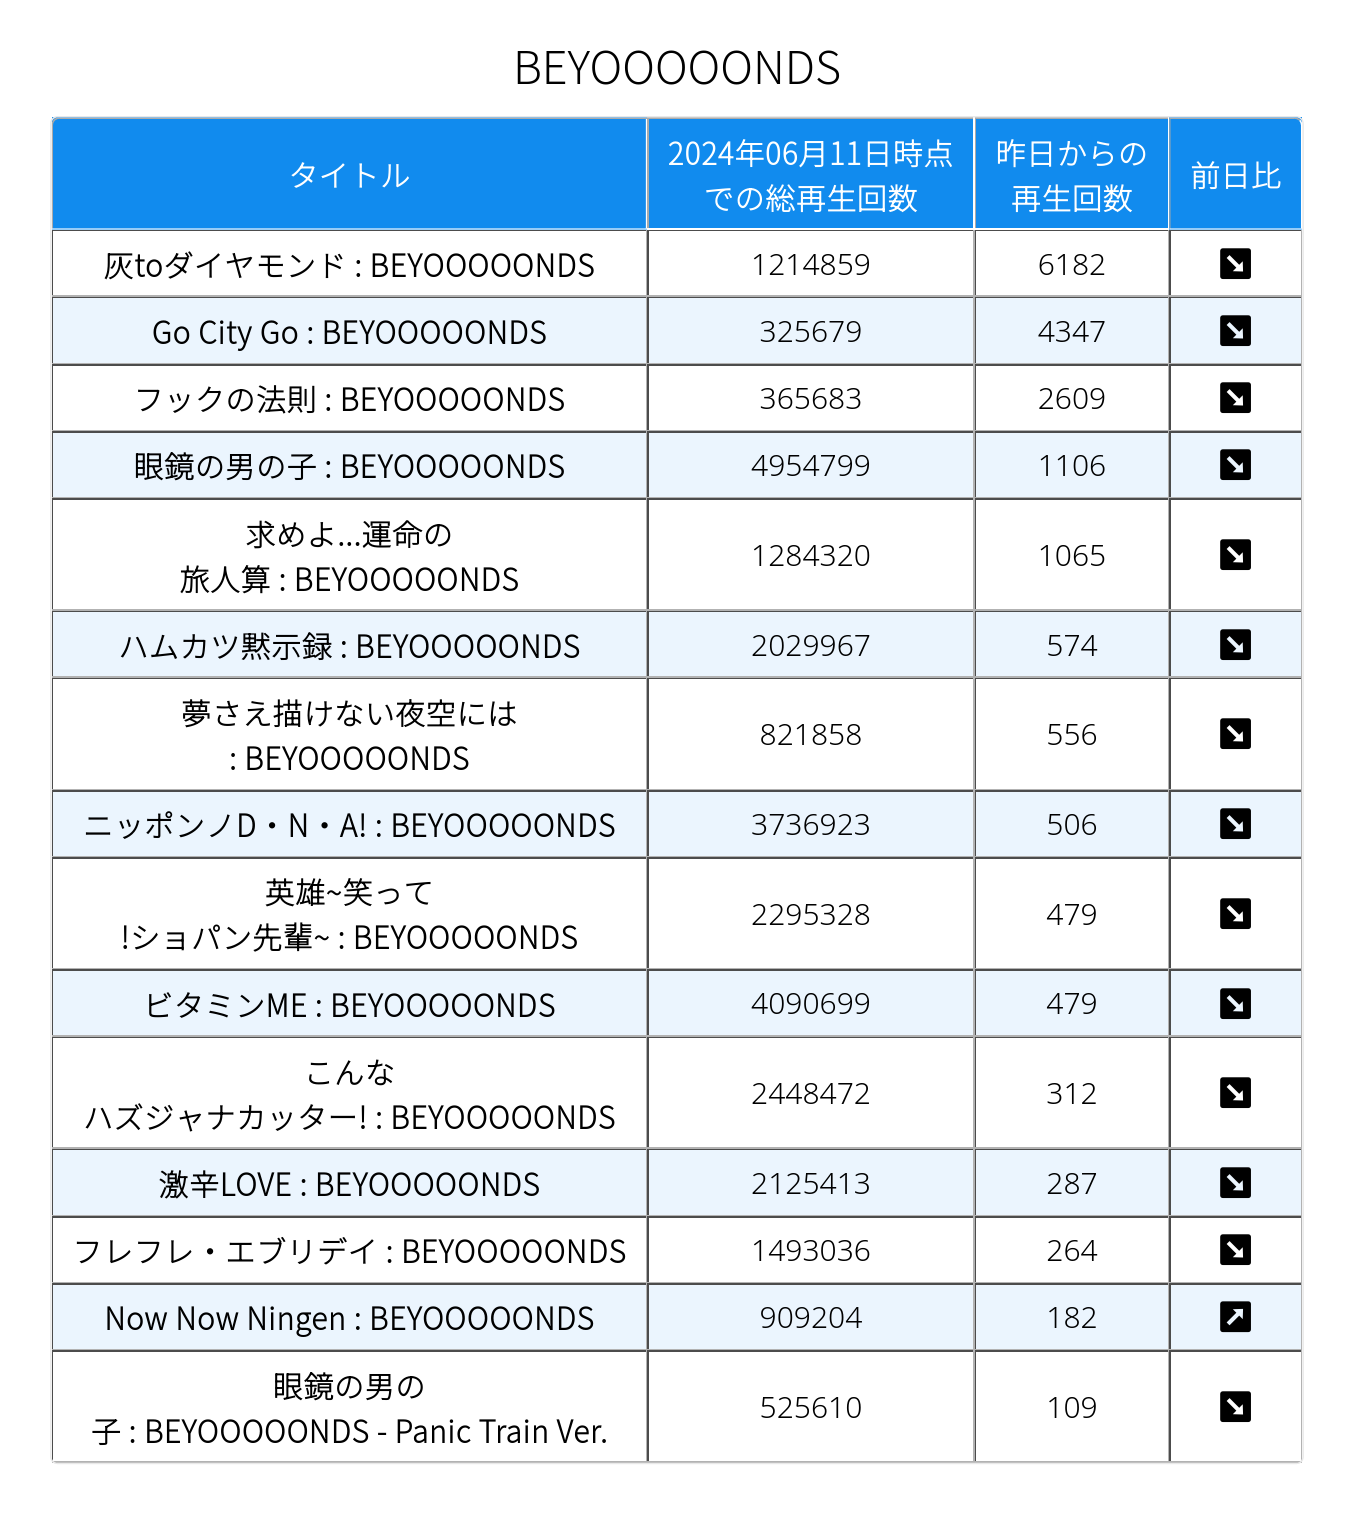 BEYOOOOONDS
タイトル
2024年06月11日時点
での総再生回数
昨日からの
再生回数
前日比
灰toダイヤモンド : BEYOOOOONDS
1214859
6182
Go City Go : BEYOOOOONDS
325679
4347
フックの法則 : BEYOOOOONDS
365683
2609
眼鏡の男の子 : BEYOOOOONDS
4954799
1106
求めよ...運命の
旅人算 : BEYOOOOONDS
1284320
1065
ハムカツ黙示録 : BEYOOOOONDS
2029967
574
夢さえ描けない夜空には
: BEYOOOOONDS
821858
556
ニッポンノD・N・A! : BEYOOOOONDS
3736923
506
英雄~笑って
!ショパン先輩~ : BEYOOOOONDS
2295328
479
ビタミンME : BEYOOOOONDS
4090699
479
こんな
ハズジャナカッター! : BEYOOOOONDS
2448472
312
激辛LOVE : BEYOOOOONDS
2125413
287
フレフレ・エブリデイ : BEYOOOOONDS
1493036
264
Now Now Ningen : BEYOOOOONDS
909204
182
眼鏡の男の
子 : BEYOOOOONDS - Panic Train Ver.
525610
109